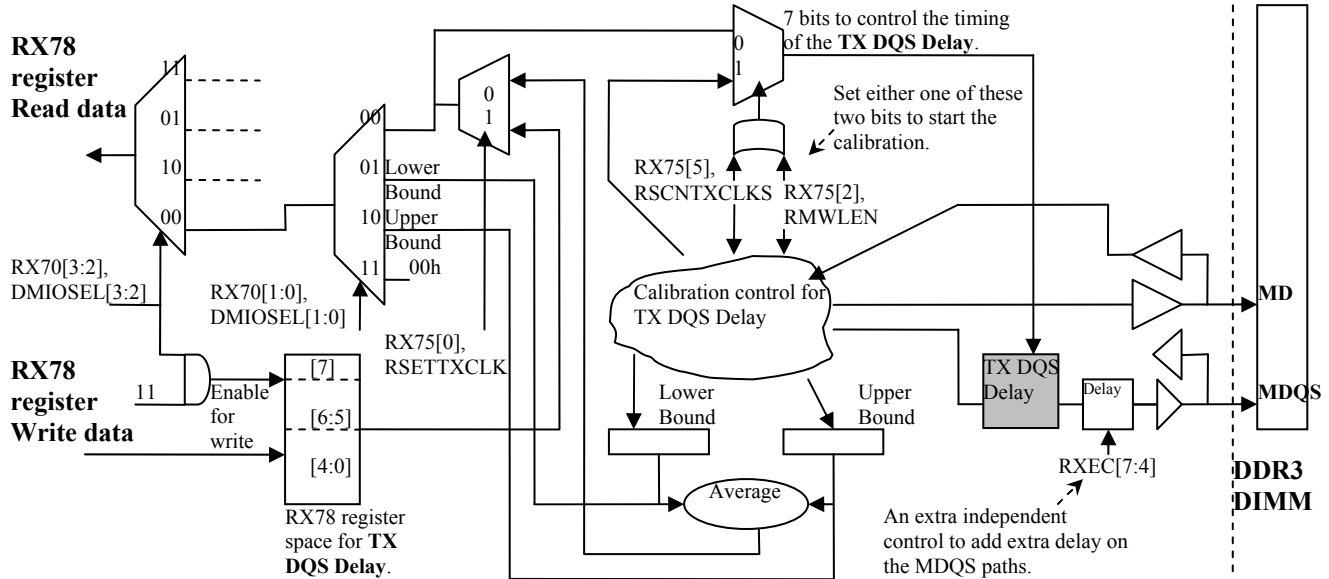 RX78
register
Read data
11
01
10
00
RX70[3:2],
DMIOSEL[3:2]
RX78
register
Write data
11
Enable
for
write
00
01
10
11
Lower
Bound
Upper
Bound
00h
RX70[1:0],
DMIOSEL[1:0]
0
1
RX75[0],
RSETTXCLK
[7]
[6:5]
[4:0]
RX78 register
space for TX
DQS Delay.
0
1
7 bits to control the timing
of the TX DQS Delay.
Set either one of these
two bits to start the
calibration.
RX75[5],
RSCNTXCLKS
RX75[2],
RMWLEN
Calibration control for
TX DQS Delay
Lower
Bound
Upper
Bound
Average
TX DQS
Delay
Delay
RXEC[7:4]
An extra independent
control to add extra delay on
the MDQS paths.
MD
MDQS
DDR3
DIMM